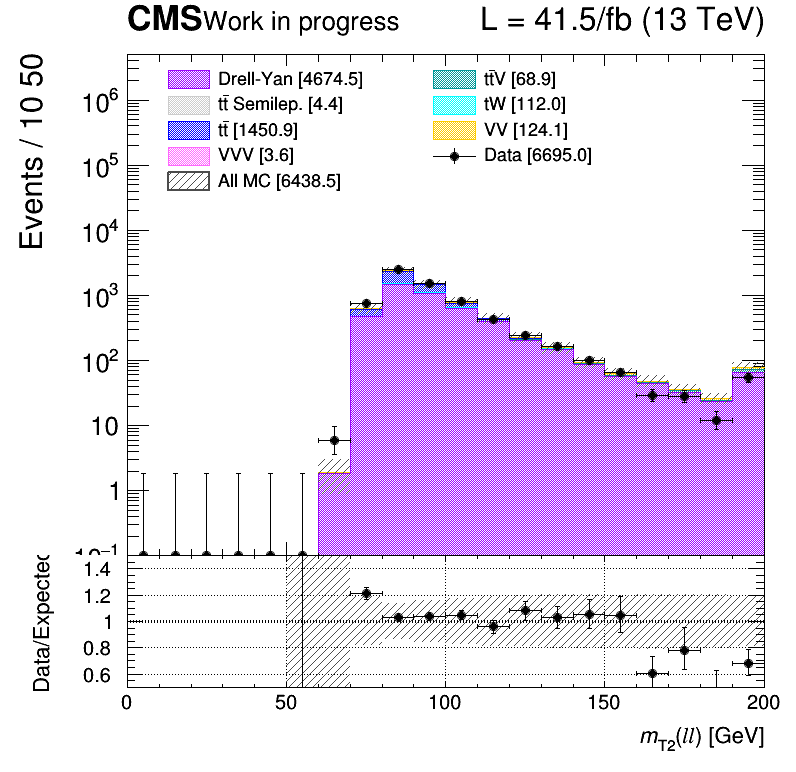 CMS Work in progress L = 41.5/fb (13 TeV)
Events / 10 50
Drell-Yan [4674.5]
tt̄ Semilep. [4.4]
tt̄ [1450.9]
VVV [3.6]
All MC [6438.5]
tt̄V [68.9]
tW [112.0]
VV [124.1]
Data [6695.0]
10⁶
10⁵
10⁴
10³
10²
10
1
10⁻¹
Data/Expected
1.4
1.2
1
0.8
0.6
0 50 100 150 200
m_T2(ll) [GeV]